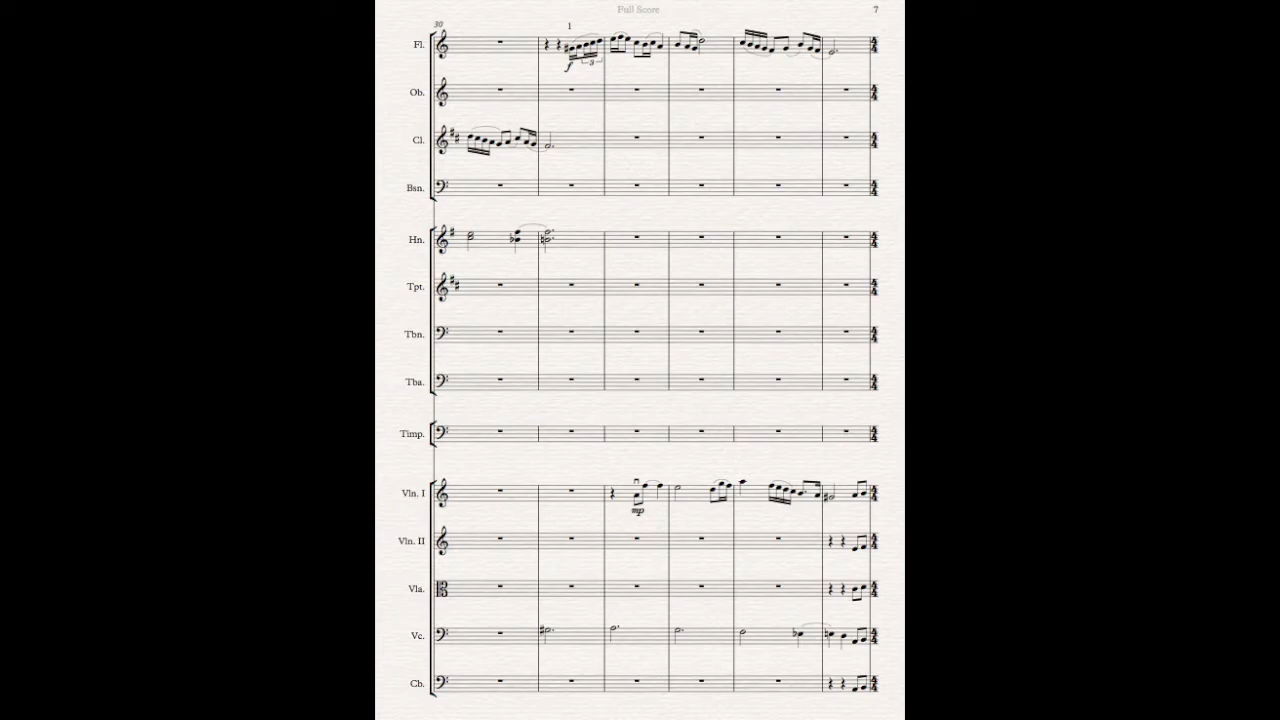 Full Score
7
30
1
Fl.
f
3
Ob.
Cl.
Bsn.
Hn.
Tpt.
Tbn.
Tba.
Timp.
Vln. I
mp
Vln. II
Vla.
Vc.
Cb.